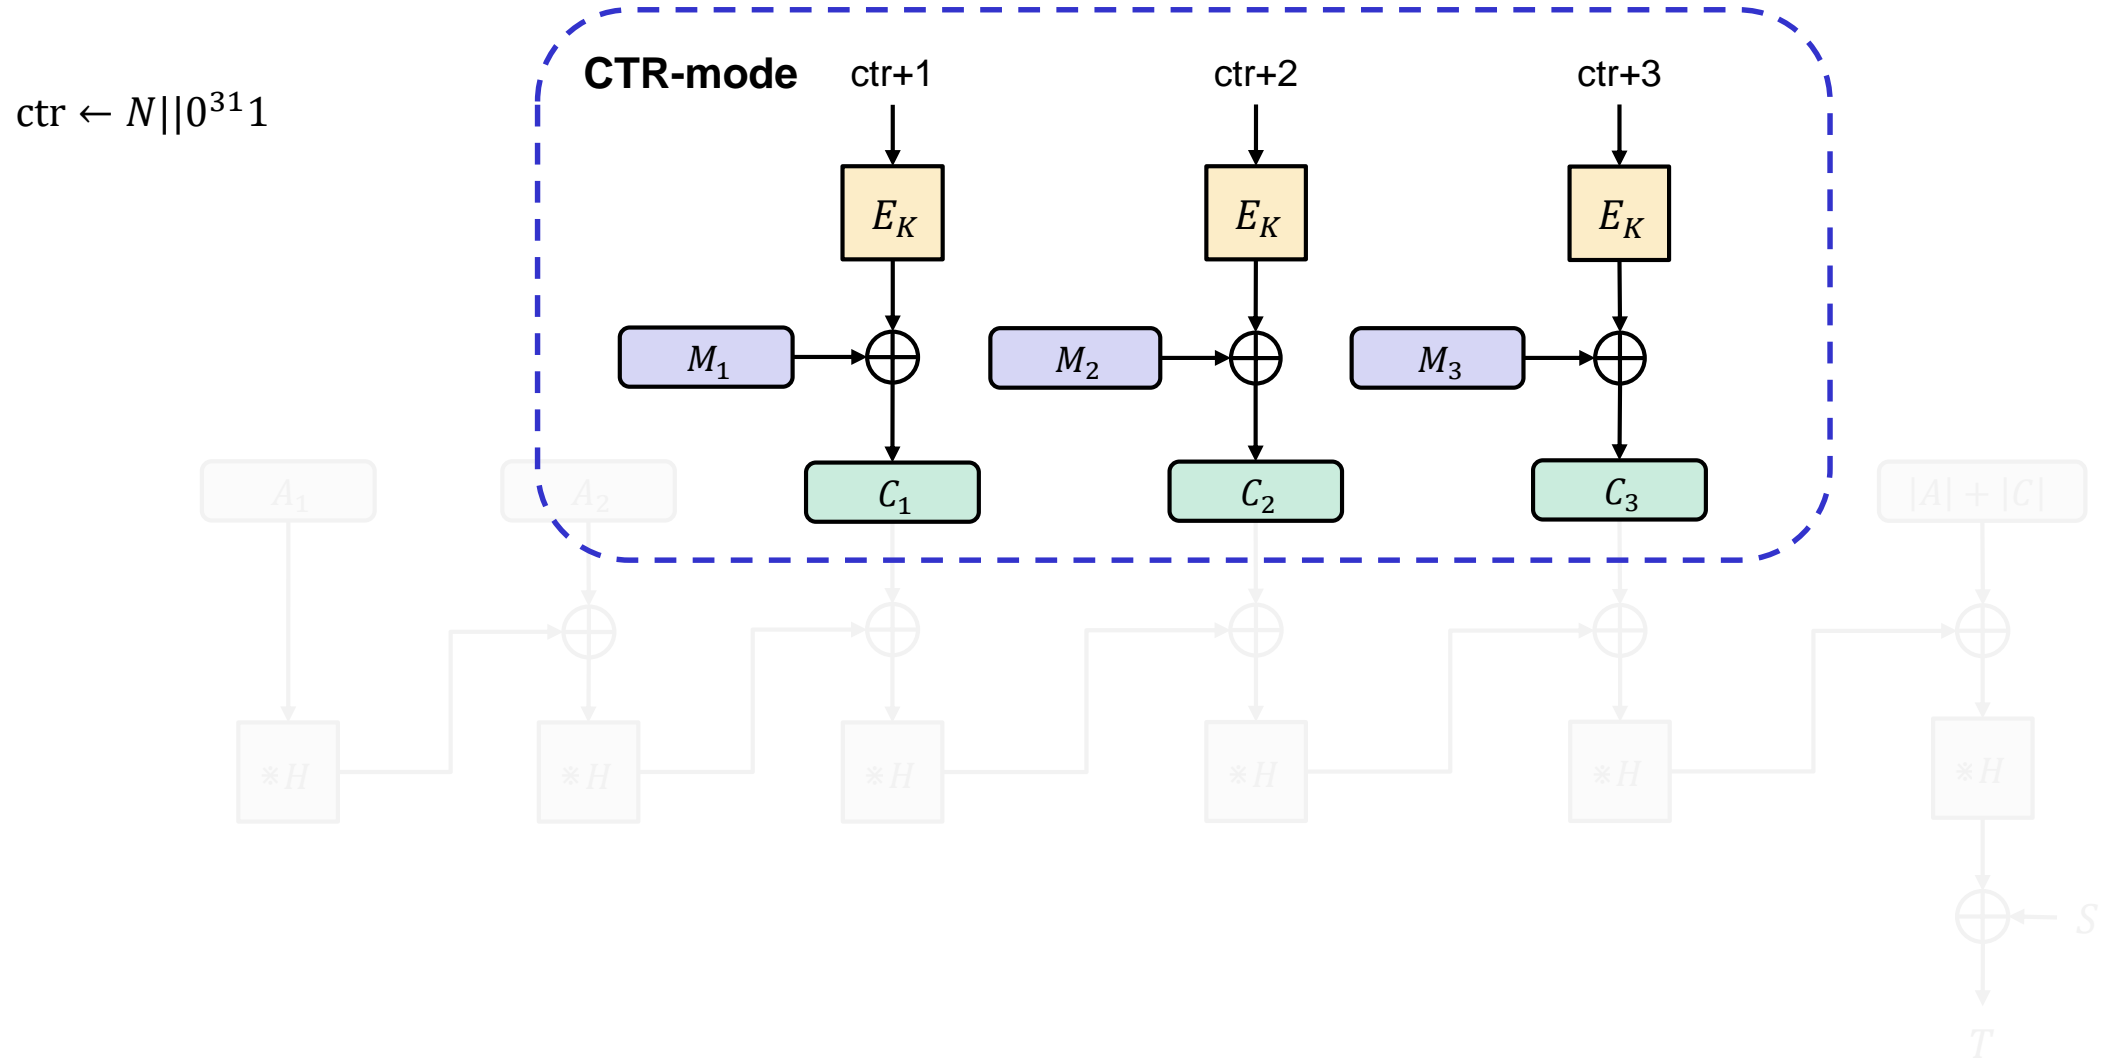 CTR-mode
ctr+1
ctr+2
ctr+3
ctr ← N||0³¹1
E_K
E_K
E_K
M₁
M₂
M₃
A₁
A₂
C₁
C₂
C₃
|A| + |C|
⋇H
⋇H
⋇H
⋇H
⋇H
⋇H
S
T